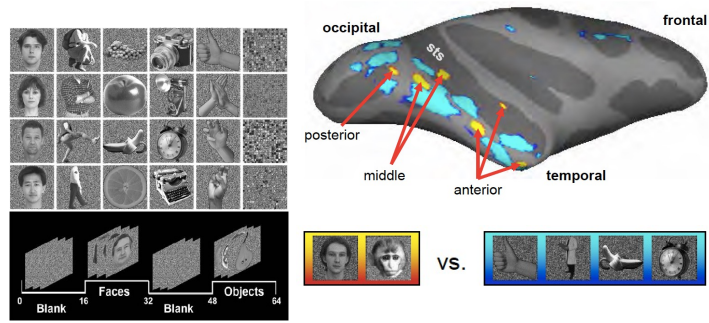 occipital
frontal
sts
posterior
middle
anterior
temporal
Faces
Objects
0
16
32
48
64
Blank
Blank
vs.